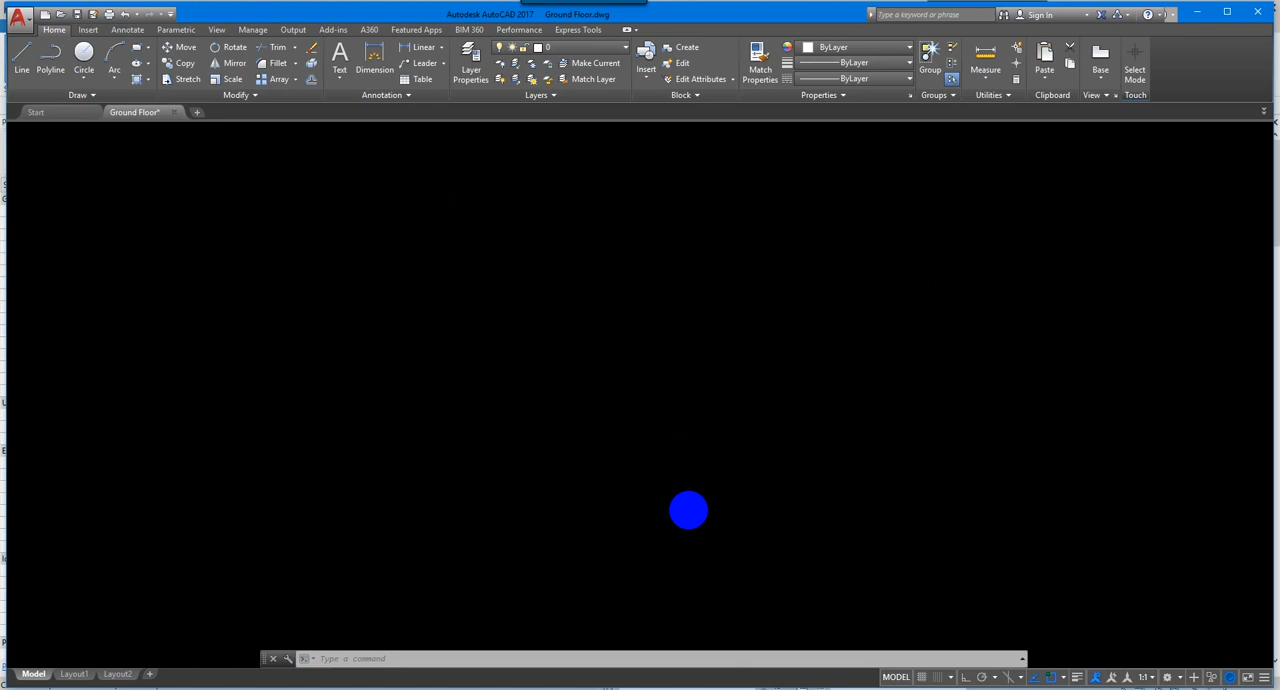 Autodesk AutoCAD 2017 Ground Floor.dwg
Type a keyword or phrase Sign In
Home Insert Annotate Parametric View Manage Output Add-ins A360 Featured Apps BIM 360 Performance Express Tools
Line Polyline Circle Arc
Move Rotate Trim
Copy Mirror Fillet
Stretch Scale Array
Text Dimension
Linear
Leader
Table
Layer Properties
0
Make Current
Match Layer
Insert
Create
Edit
Edit Attributes
Match Properties
ByLayer
ByLayer
ByLayer
Group
Measure
Paste
Base
Select Mode
Draw Modify Annotation Layers Block Properties Groups Utilities Clipboard View Touch
Start Ground Floor*
Type a command
Model Layout1 Layout2
MODEL 1:1